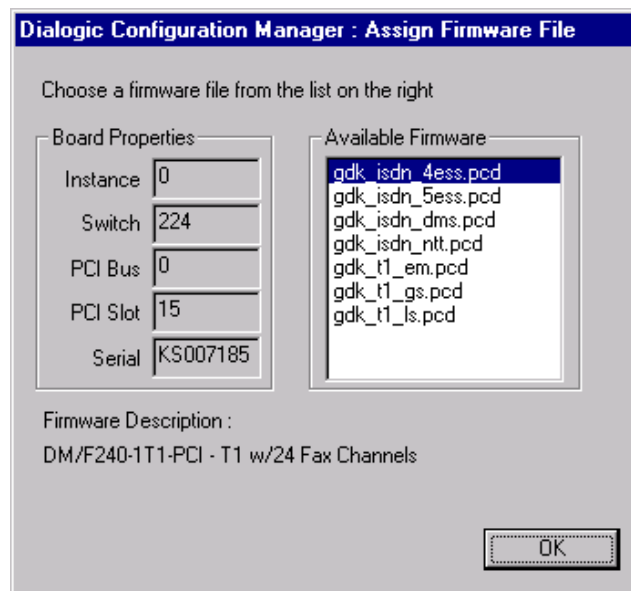 Dialogic Configuration Manager : Assign Firmware File
Choose a firmware file from the list on the right
Board Properties
Instance 0
Switch 224
PCI Bus 0
PCI Slot 15
Serial KS007185
Available Firmware
gdk_isdn_4ess.pcd
gdk_isdn_5ess.pcd
gdk_isdn_dms.pcd
gdk_isdn_ntt.pcd
gdk_t1_em.pcd
gdk_t1_gs.pcd
gdk_t1_ls.pcd
Firmware Description :
DM/F240-1T1-PCI - T1 w/24 Fax Channels
OK